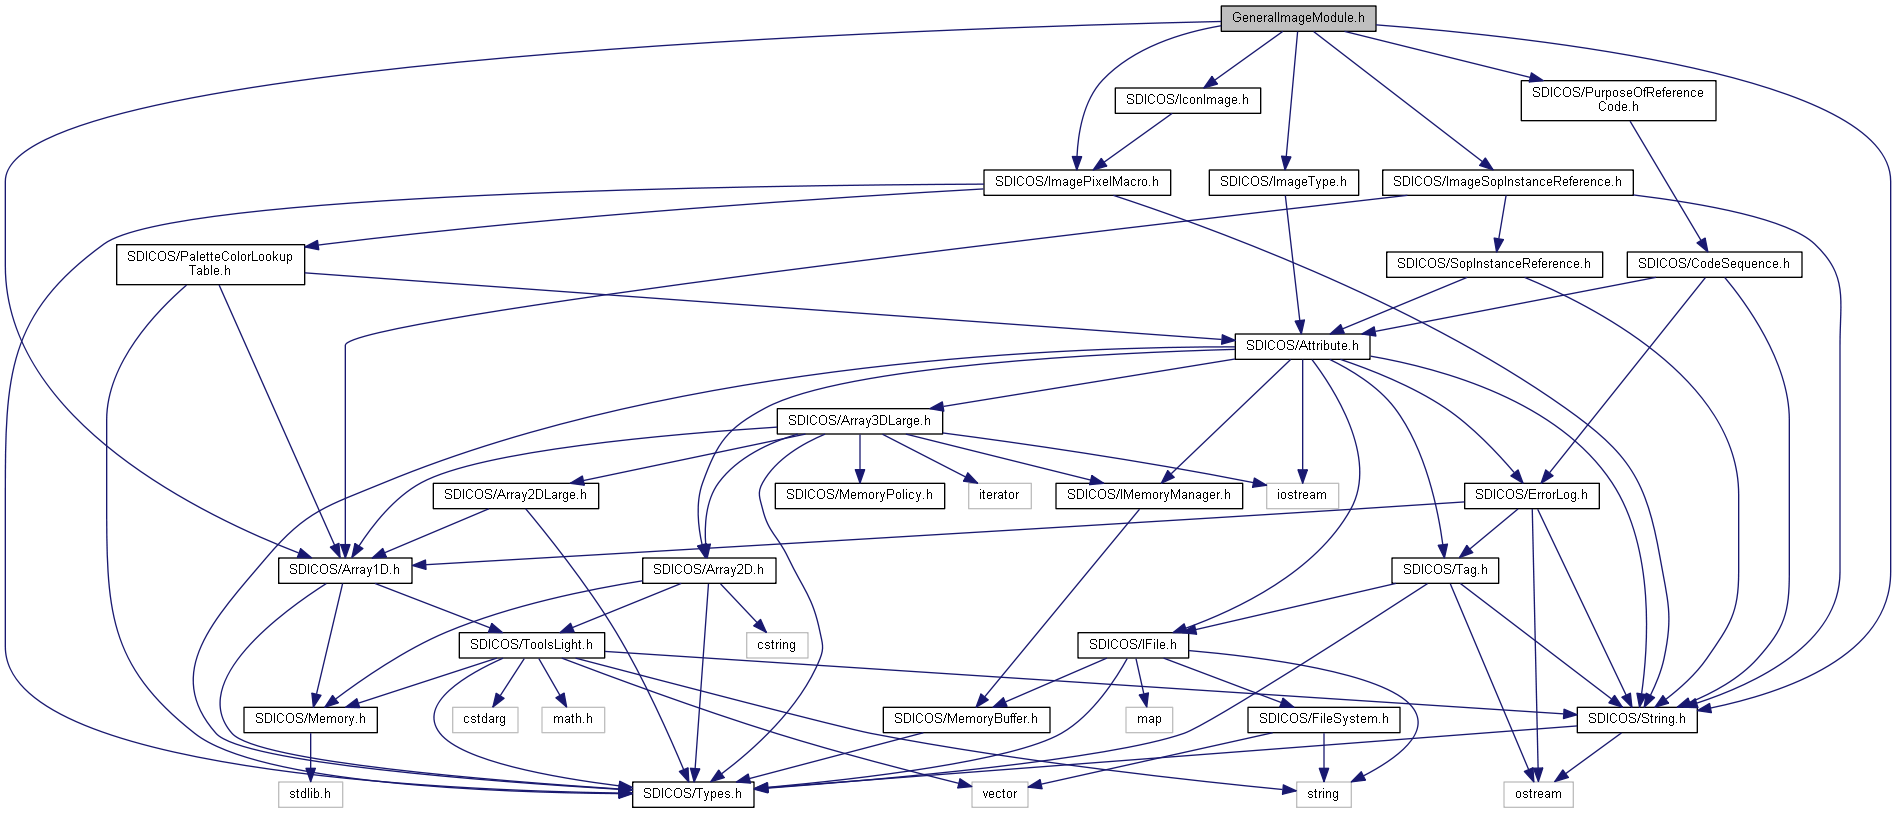 GeneralImageModule.h
SDICOS/IconImage.h
SDICOS/PurposeOfReference
Code.h
SDICOS/ImagePixelMacro.h
SDICOS/ImageType.h
SDICOS/ImageSopInstanceReference.h
SDICOS/PaletteColorLookup
Table.h
SDICOS/SopInstanceReference.h
SDICOS/CodeSequence.h
SDICOS/Attribute.h
SDICOS/Array3DLarge.h
SDICOS/Array2DLarge.h
SDICOS/MemoryPolicy.h
iterator
SDICOS/IMemoryManager.h
iostream
SDICOS/ErrorLog.h
SDICOS/Array1D.h
SDICOS/Array2D.h
SDICOS/Tag.h
SDICOS/ToolsLight.h
cstring
SDICOS/IFile.h
SDICOS/Memory.h
cstdarg
math.h
SDICOS/MemoryBuffer.h
map
SDICOS/FileSystem.h
SDICOS/String.h
stdlib.h
SDICOS/Types.h
vector
string
ostream